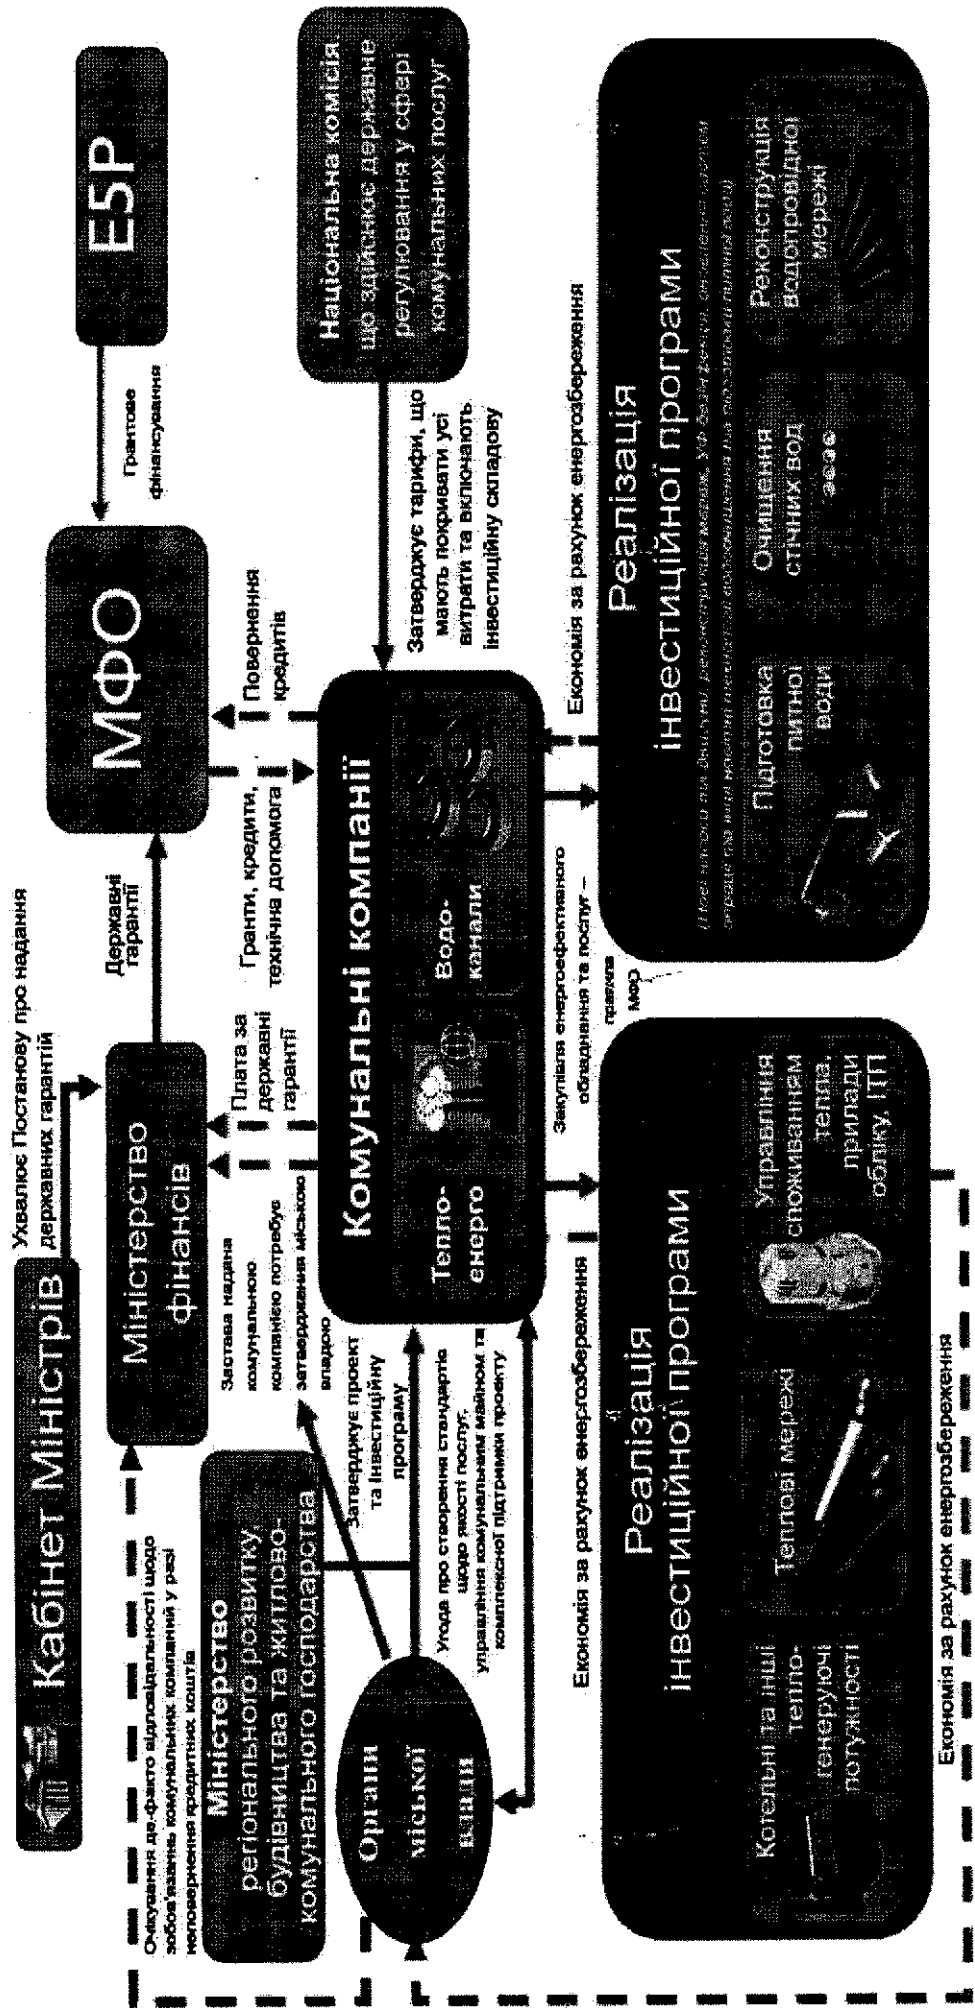 Кабінет Міністрів
Ухвалює Постанову про надання
державних гарантій
Очікування де-факто відповідальності щодо
зобов'язань комунальних компаній у разі
неповернення кредитних коштів
Міністерство
фінансів
Державні
гарантії
МФО
Грантове
фінансування
E5P
Міністерство
регіонального розвитку,
будівництва та житлово-
комунального господарства
Застава надана
комунальною
компанією потребує
затвердження міською
владою
Плата за
державні
гарантії
Гранти, кредити,
технічна допомога
Повернення
кредитів
Національна комісія,
що здійснює державне
регулювання у сфері
комунальних послуг
Затверджує тарифи, що
мають покривати усі
витрати та включають
інвестиційну складову
Затверджує проект
та інвестиційну
програму
Органи
міської
влади
Угода про створення стандартів
щодо якості послуг,
управління комунальним майном та
комплексної підтримки проекту
Комунальні компанії
Тепло-
енерго
Водо-
канали
Економія за рахунок енергозбереження
Закупівля енергоефективного
обладнання та послуг –
правила
МФО
Економія за рахунок енергозбереження
Реалізація
інвестиційної програми
Котельні та інші
тепло-
генеруючі
потужності
Теплові мережі
Управління
споживанням
тепла,
прилади
обліку, ІТП
Реалізація
інвестиційної програми
Підготовка
питної
води
Очищення
стічних вод
Реконструкція
водопровідної
мережі
Економія за рахунок енергозбереження